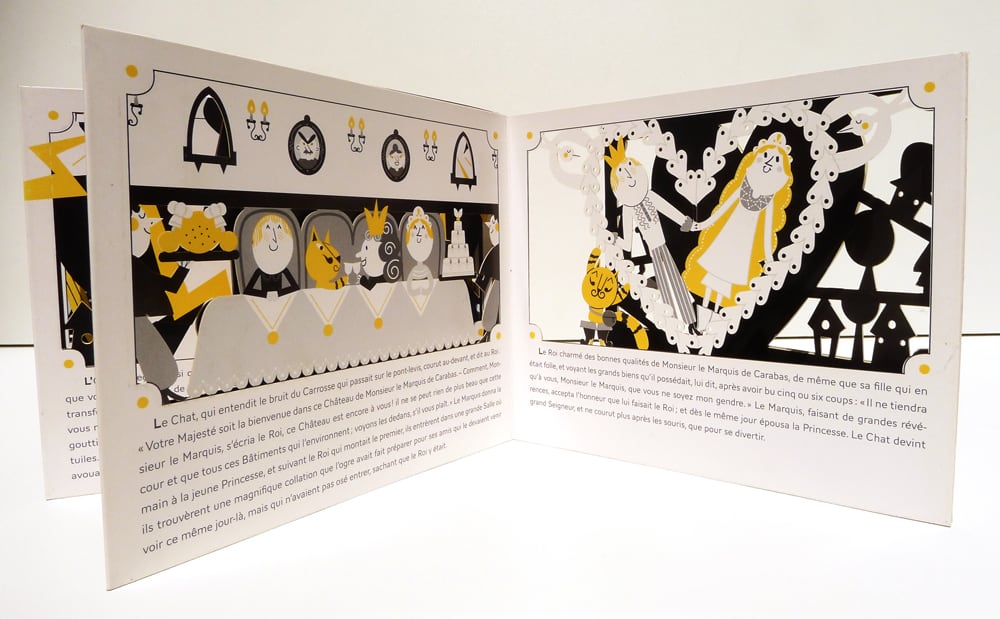 L'o
que vo
transfo
vous n
goutti
tuiles.
avoua
si c
Le Chat, qui entendit le bruit du Carrosse qui passait sur le pont-levis, courut au-devant, et dit au Roi :
« Votre Majesté soit la bienvenue dans ce Château de Monsieur le Marquis de Carabas. – Comment, Mon-
sieur le Marquis, s'écria le Roi, ce Château est encore à vous ! il ne se peut rien de plus beau que cette
cour et que tous ces Bâtiments qui l'environnent ; voyons les dedans, s'il vous plaît. » Le Marquis donna la
main à la jeune Princesse, et suivant le Roi qui montait le premier, ils entrèrent dans une grande Salle où
ils trouvèrent une magnifique collation que l'ogre avait fait préparer pour ses amis qui le devaient venir
voir ce même jour-là, mais qui n'avaient pas osé entrer, sachant que le Roi y était.
Le Roi charmé des bonnes qualités de Monsieur le Marquis de Carabas, de même que sa fille qui en
était folle, et voyant les grands biens qu'il possédait, lui dit, après avoir bu cinq ou six coups : « Il ne tiendra
qu'à vous, Monsieur le Marquis, que vous ne soyez mon gendre. » Le Marquis, faisant de grandes révé-
rences, accepta l'honneur que lui faisait le Roi ; et dès le même jour épousa la Princesse. Le Chat devint
grand Seigneur, et ne courut plus après les souris, que pour se divertir.